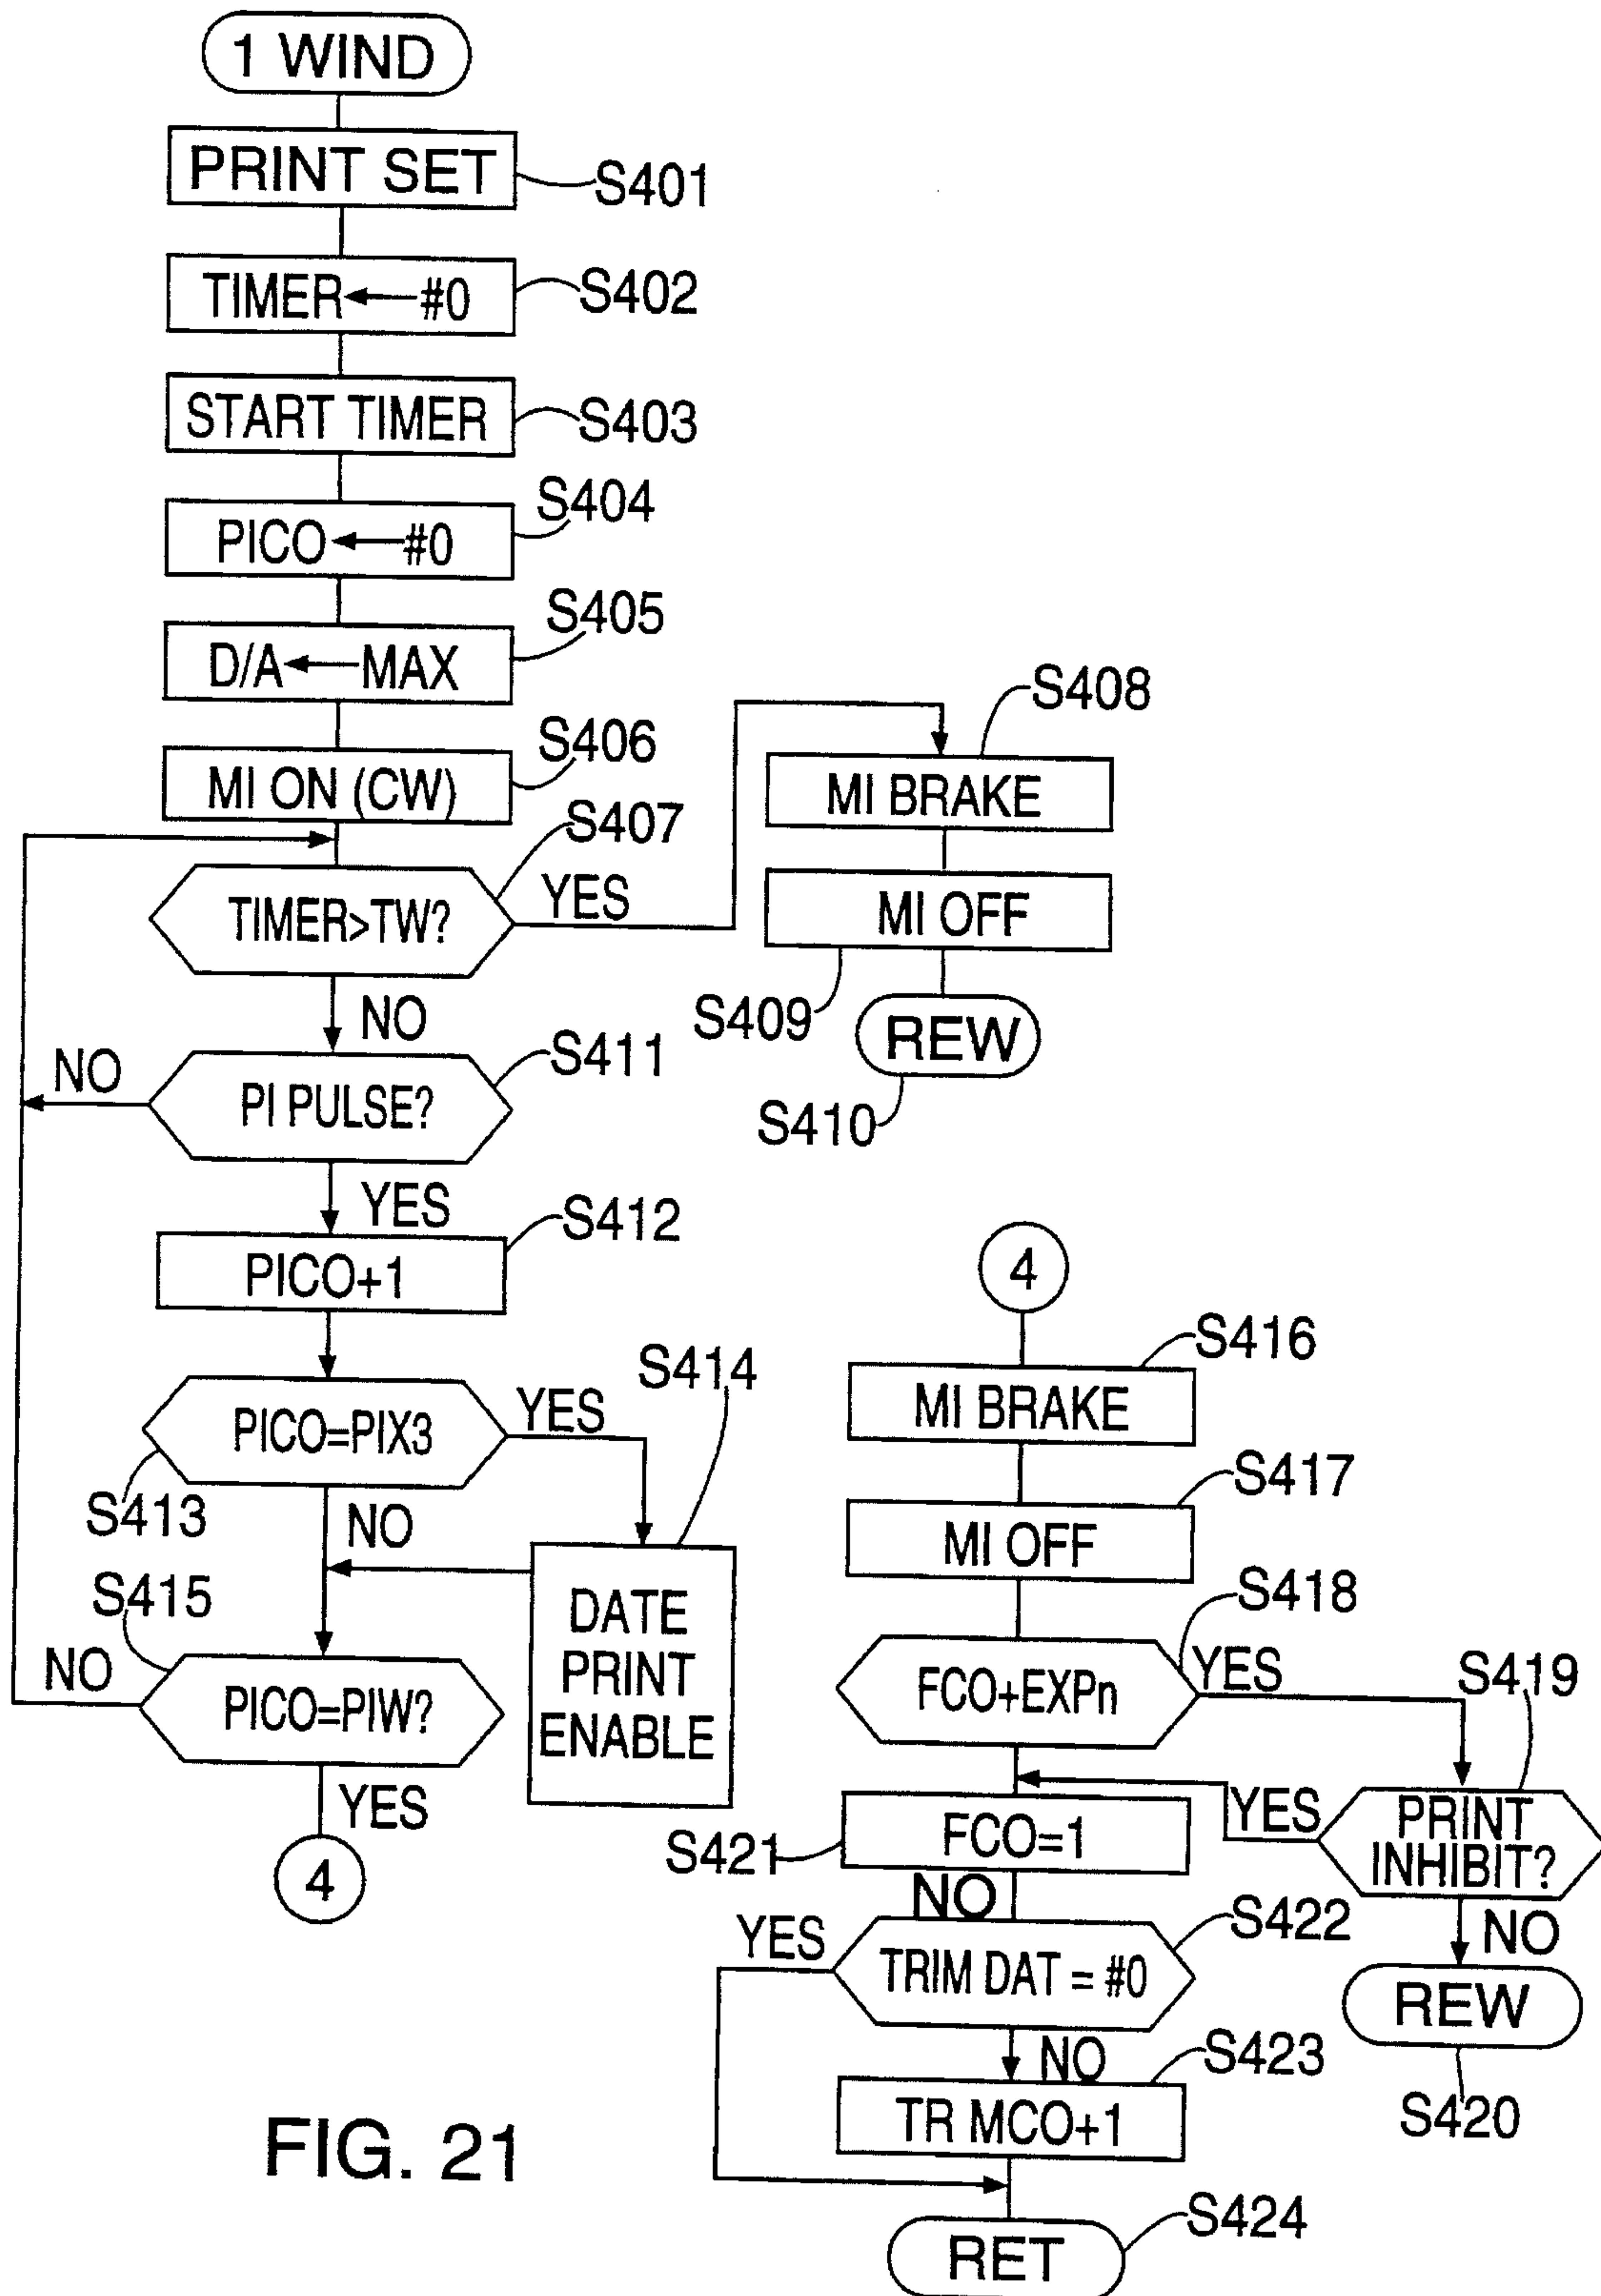 1 WIND
PRINT SET
S401
TIMER←#0
S402
START TIMER
S403
PICO←#0
S404
D/A←MAX
S405
MI ON (CW)
S406
TIMER>TW?
S407
YES
NO
MI BRAKE
S408
MI OFF
S409
REW
S410
PI PULSE?
S411
NO
YES
PICO+1
S412
PICO=PIX3
S413
YES
NO
DATE
PRINT
ENABLE
S414
PICO=PIW?
S415
NO
YES
4
4
MI BRAKE
S416
MI OFF
S417
FCO+EXPn
S418
YES
PRINT
INHIBIT?
S419
YES
NO
REW
S420
FCO=1
S421
NO
TRIM DAT = #0
S422
YES
NO
TR MCO+1
S423
RET
S424
FIG. 21